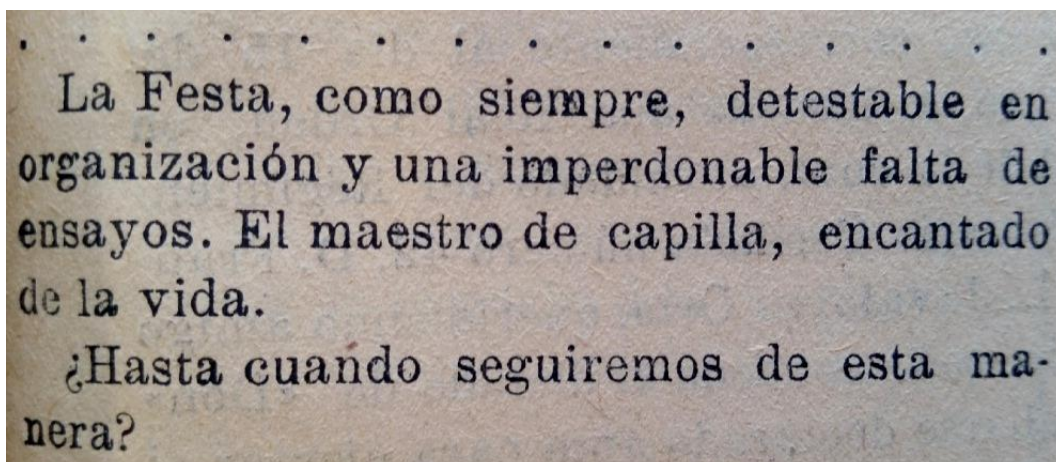 . . . . . . . . . . . . . . .
La Festa, como siempre, detestable en
organización y una imperdonable falta de
ensayos. El maestro de capilla, encantado
de la vida.
¿Hasta cuando seguiremos de esta ma-
nera?